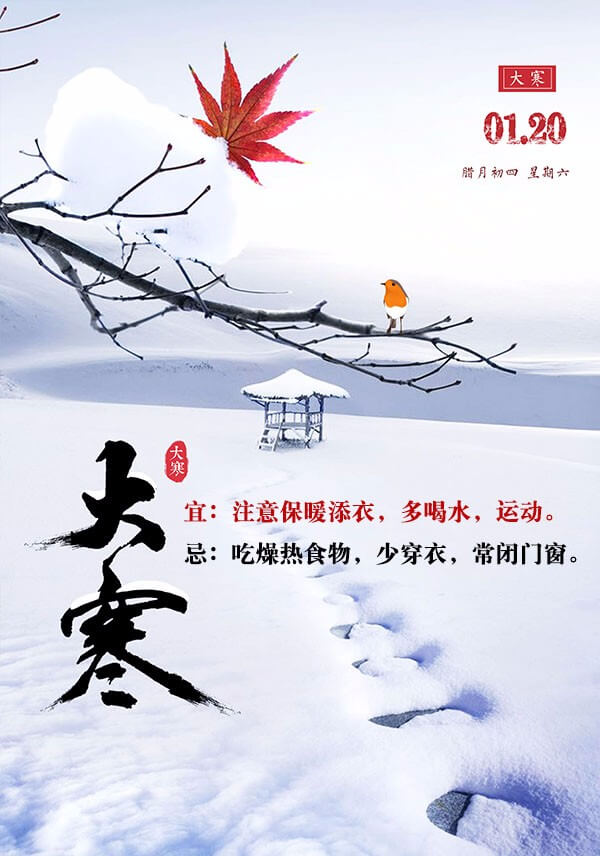 大寒
01.20
腊月初四 星期六
大寒
大寒
宜：注意保暖添衣，多喝水，运动。
忌：吃燥热食物，少穿衣，常闭门窗。